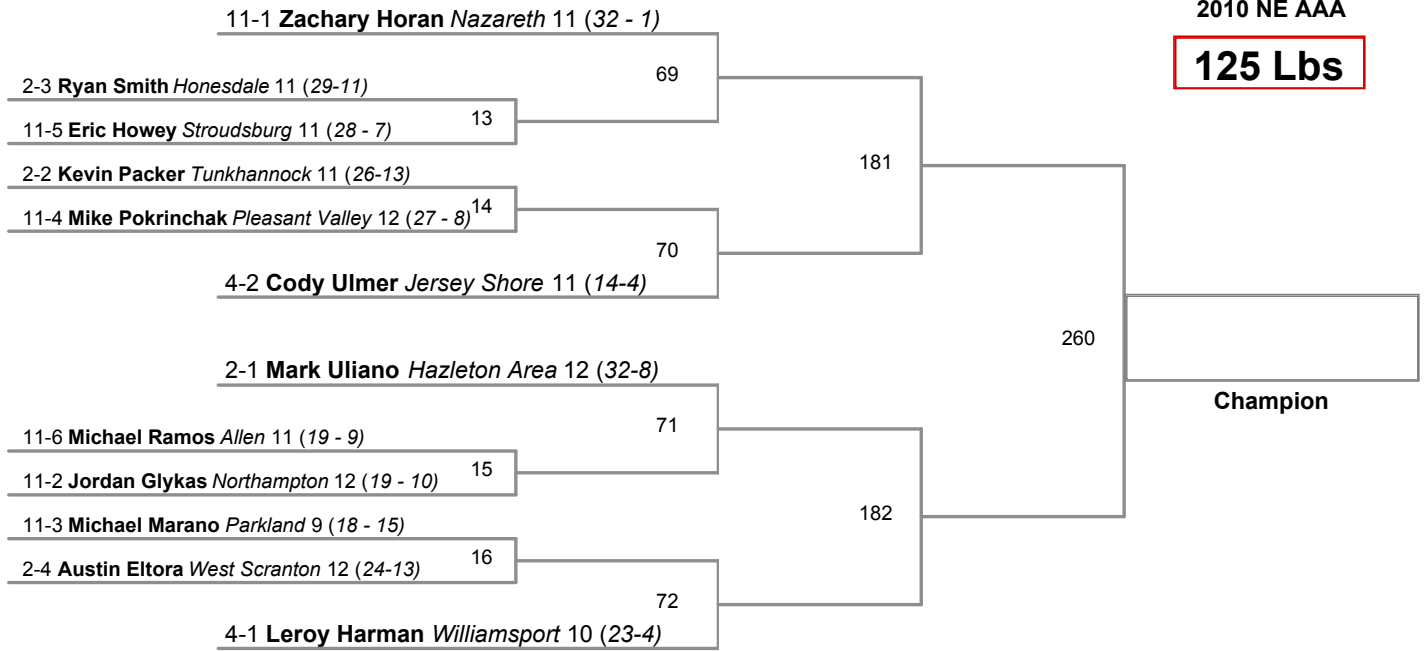 2010 NE AAA
125 Lbs
11-1 Zachary Horan Nazareth 11 (32 - 1)
69
2-3 Ryan Smith Honesdale 11 (29-11)
13
11-5 Eric Howey Stroudsburg 11 (28 - 7)
181
2-2 Kevin Packer Tunkhannock 11 (26-13)
14
11-4 Mike Pokrinchak Pleasant Valley 12 (27 - 8)
70
4-2 Cody Ulmer Jersey Shore 11 (14-4)
260
2-1 Mark Uliano Hazleton Area 12 (32-8)
Champion
71
11-6 Michael Ramos Allen 11 (19 - 9)
15
11-2 Jordan Glykas Northampton 12 (19 - 10)
182
11-3 Michael Marano Parkland 9 (18 - 15)
16
2-4 Austin Eltora West Scranton 12 (24-13)
72
4-1 Leroy Harman Williamsport 10 (23-4)